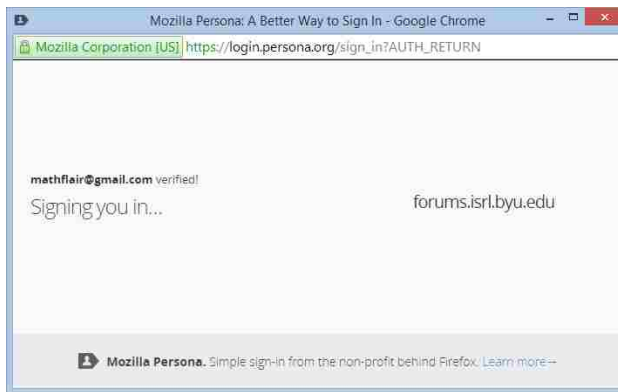 Mozilla Persona: A Better Way to Sign In - Google Chrome
Mozilla Corporation [US] https://login.persona.org/sign_in?AUTH_RETURN
mathflair@gmail.com verified!
Signing you in...
forums.isrl.byu.edu
Mozilla Persona. Simple sign-in from the non-profit behind Firefox. Learn more→